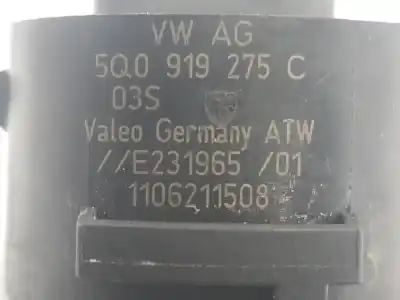 VW AG
5Q0 919 275 C
03S
Valeo Germany ATW
//E231965 /01
1106211508